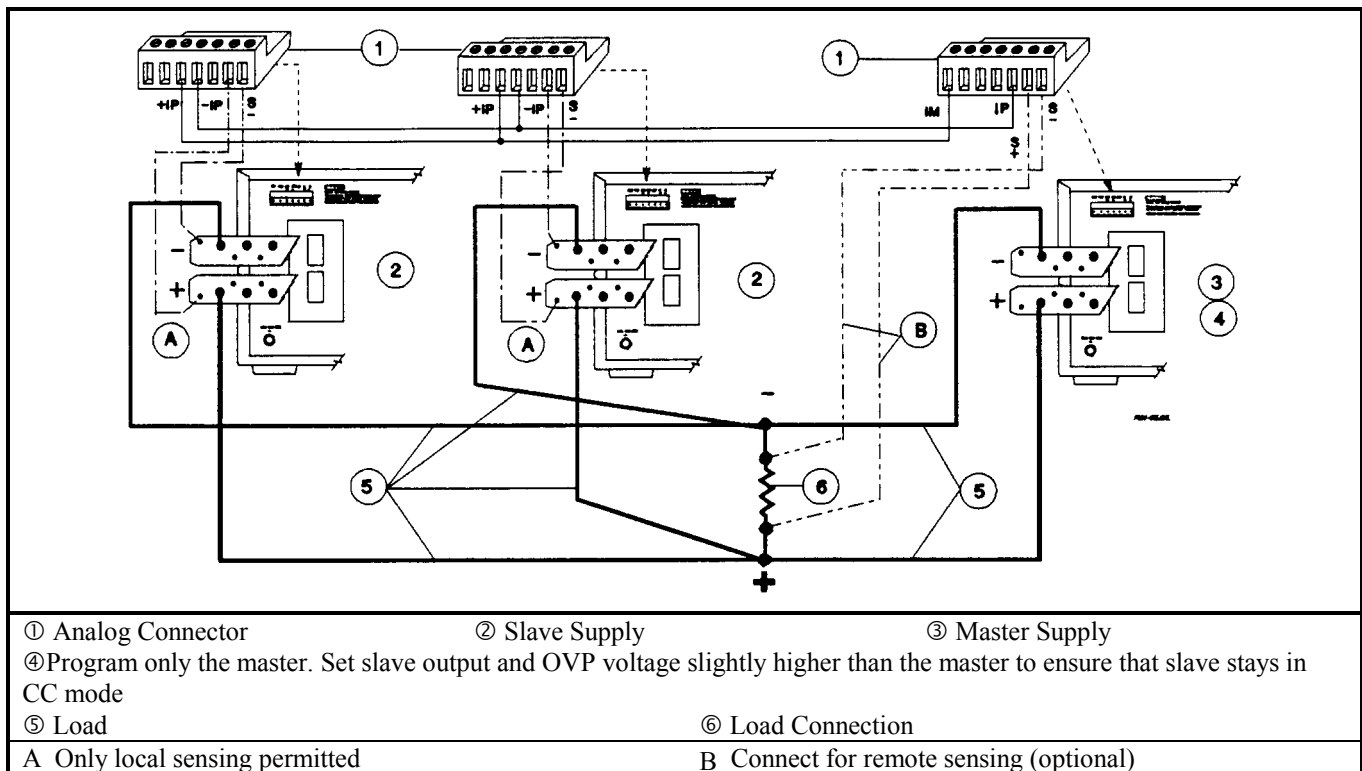 1
1
+IP
-IP
S
-
+IP
-IP
S
-
IM
↓P
S
+
S
-
-
+
2
A
-
+
2
A
B
-
+
3
4
-
5
6
5
+
① Analog Connector ② Slave Supply ③ Master Supply
④Program only the master. Set slave output and OVP voltage slightly higher than the master to ensure that slave stays in
CC mode
⑤ Load ⑥ Load Connection
A Only local sensing permitted B Connect for remote sensing (optional)